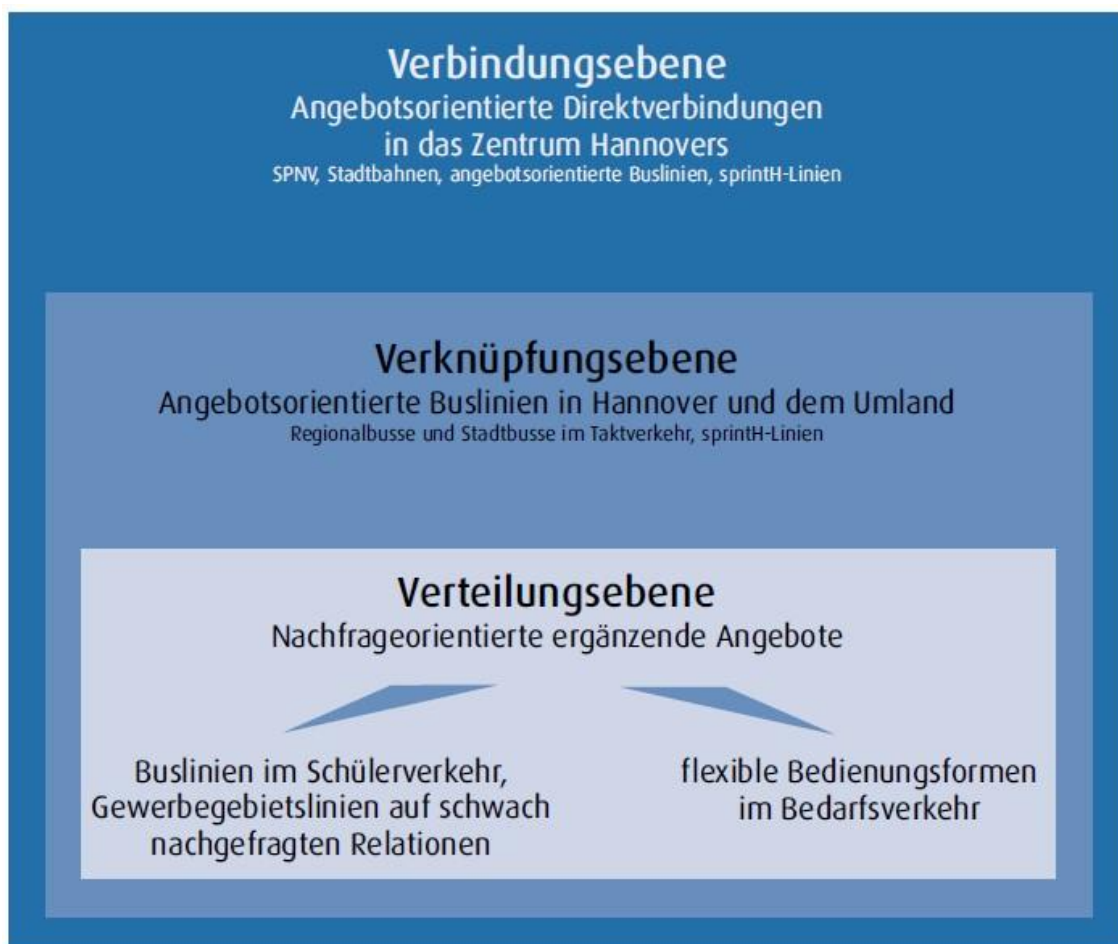 Verbindungsebene
Angebotsorientierte Direktverbindungen
in das Zentrum Hannovers
SPNV, Stadtbahnen, angebotsorientierte Buslinien, sprintH-Linien
Verknüpfungsebene
Angebotsorientierte Buslinien in Hannover und dem Umland
Regionalbusse und Stadtbusse im Taktverkehr, sprintH-Linien
Verteilungsebene
Nachfrageorientierte ergänzende Angebote
Buslinien im Schülerverkehr,
Gewerbegebietslinien auf schwach
nachgefragten Relationen
flexible Bedienungsformen
im Bedarfsverkehr